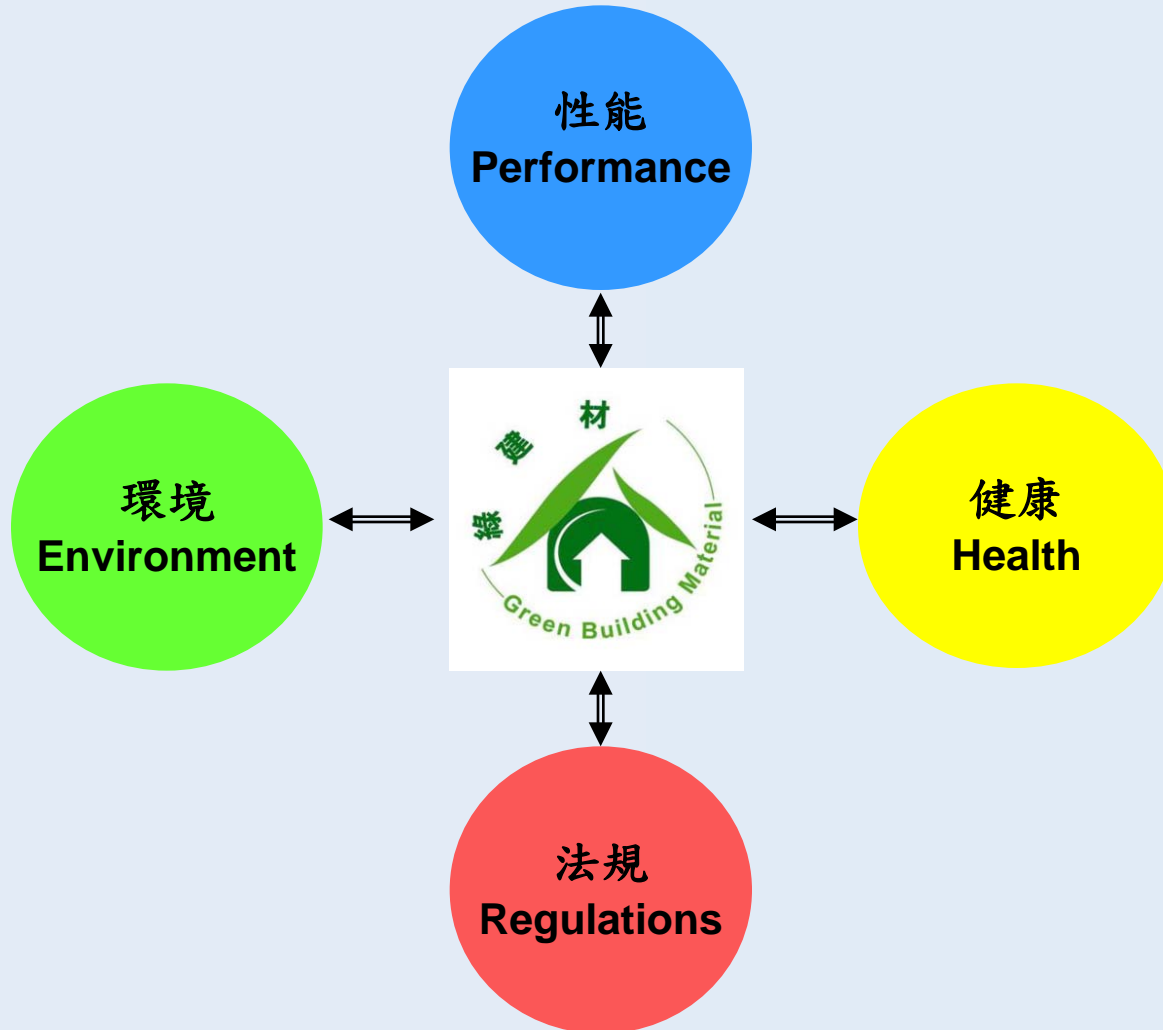 性能
Performance
環境
Environment
綠建材
Green Building Material
健康
Health
法規
Regulations